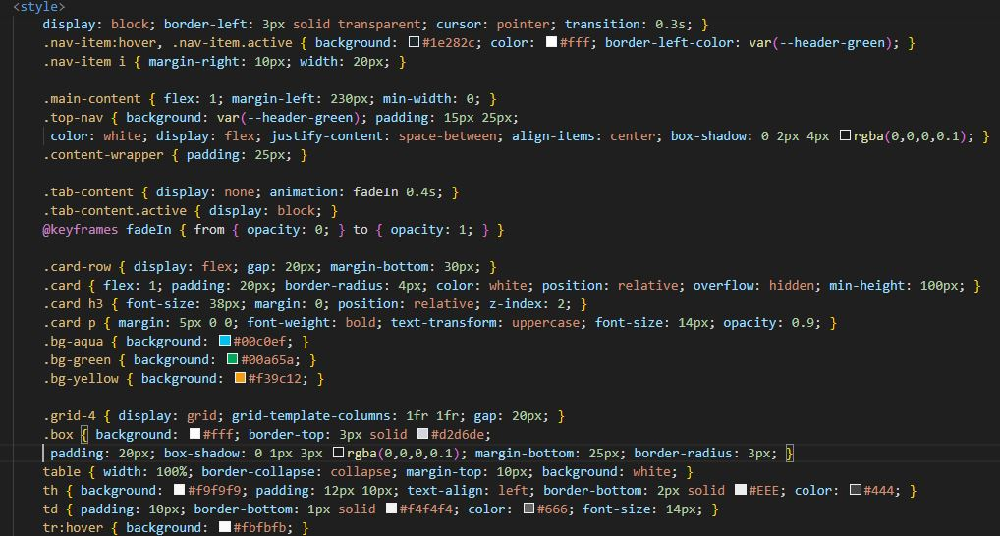 <style>
display: block; border-left: 3px solid transparent; cursor: pointer; transition: 0.3s; }
.nav-item:hover, .nav-item.active { background: #1e282c; color: #fff; border-left-color: var(--header-green); }
.nav-item i { margin-right: 10px; width: 20px; }
.main-content { flex: 1; margin-left: 230px; min-width: 0; }
.top-nav { background: var(--header-green); padding: 15px 25px;
color: white; display: flex; justify-content: space-between; align-items: center; box-shadow: 0 2px 4px rgba(0,0,0,0.1); }
.content-wrapper { padding: 25px; }
.tab-content { display: none; animation: fadeIn 0.4s; }
.tab-content.active { display: block; }
@keyframes fadeIn { from { opacity: 0; } to { opacity: 1; } }
.card-row { display: flex; gap: 20px; margin-bottom: 30px; }
.card { flex: 1; padding: 20px; border-radius: 4px; color: white; position: relative; overflow: hidden; min-height: 100px; }
.card h3 { font-size: 38px; margin: 0; position: relative; z-index: 2; }
.card p { margin: 5px 0 0; font-weight: bold; text-transform: uppercase; font-size: 14px; opacity: 0.9; }
.bg-aqua { background: #00c0ef; }
.bg-green { background: #00a65a; }
.bg-yellow { background: #f39c12; }
.grid-4 { display: grid; grid-template-columns: 1fr 1fr; gap: 20px; }
.box { background: #fff; border-top: 3px solid #d2d6de;
padding: 20px; box-shadow: 0 1px 3px rgba(0,0,0,0.1); margin-bottom: 25px; border-radius: 3px; }
table { width: 100%; border-collapse: collapse; margin-top: 10px; background: white; }
th { background: #f9f9f9; padding: 12px 10px; text-align: left; border-bottom: 2px solid #EEE; color: #444; }
td { padding: 10px; border-bottom: 1px solid #f4f4f4; color: #666; font-size: 14px; }
tr:hover { background: #fbfbfb; }